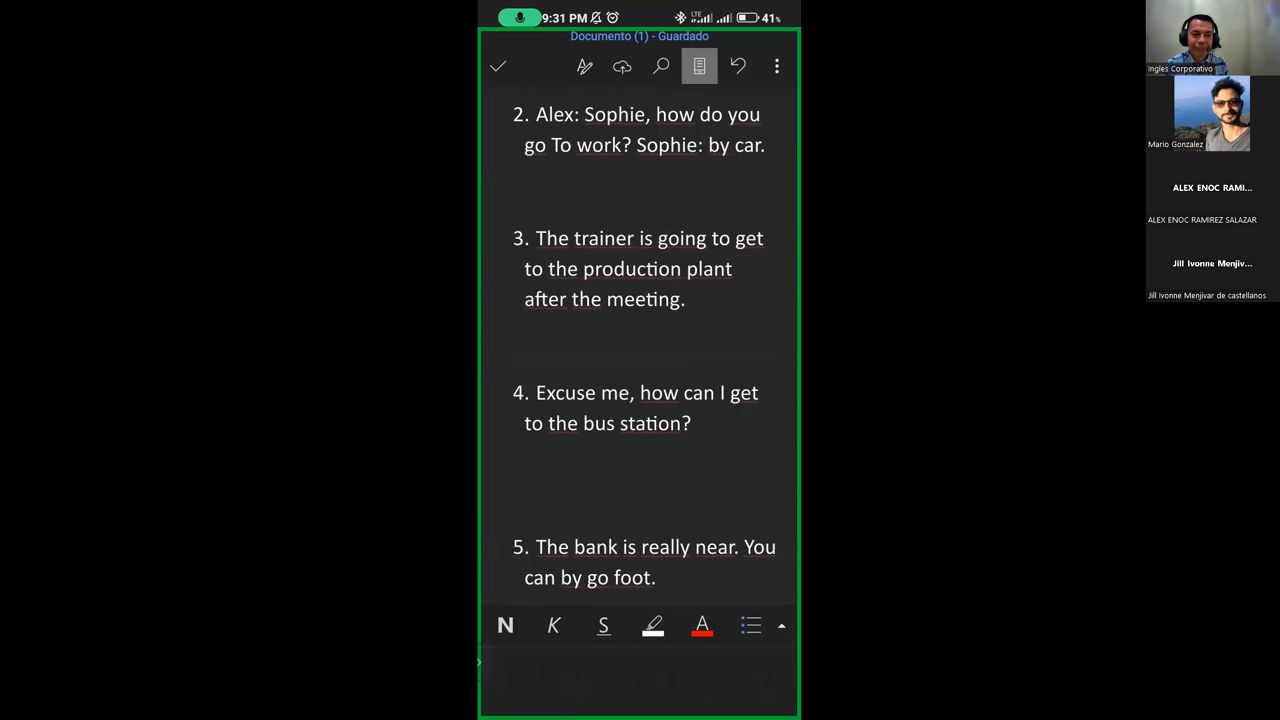 9:31 PM LTE 41%
Documento (1) - Guardado
2. Alex: Sophie, how do you
go To work? Sophie: by car.
3. The trainer is going to get
to the production plant
after the meeting.
4. Excuse me, how can I get
to the bus station?
5. The bank is really near. You
can by go foot.
N K S A
Ingles Corporativo
Mario Gonzalez
ALEX ENOC RAMI...
ALEX ENOC RAMIREZ SALAZAR
Jill Ivonne Menjiv...
Jill Ivonne Menjivar de castellanos